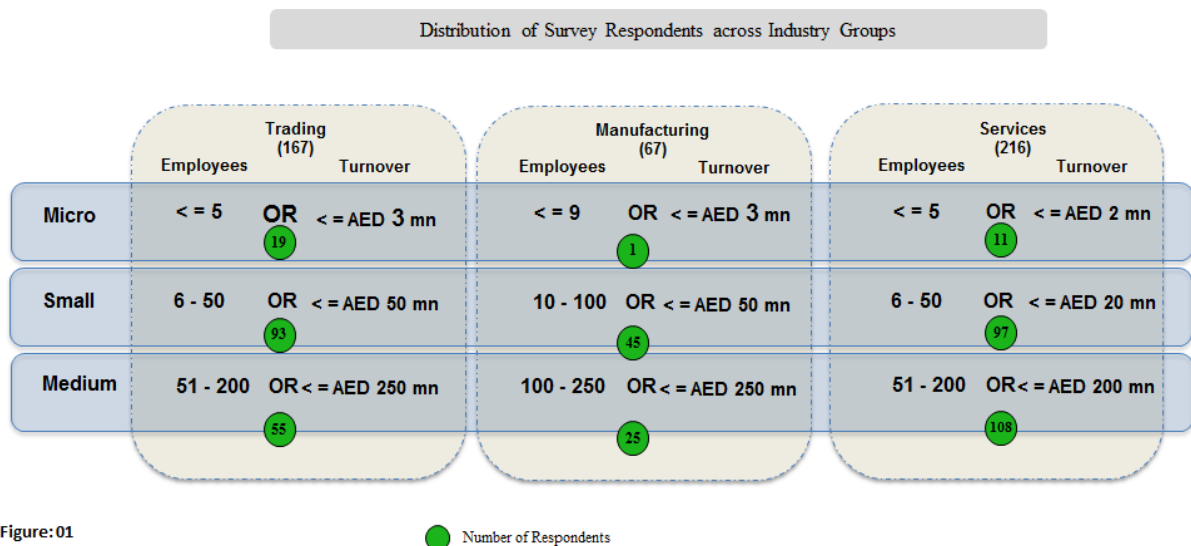 Distribution of Survey Respondents across Industry Groups
Trading
(167)
Employees Turnover
Manufacturing
(67)
Employees Turnover
Services
(216)
Employees Turnover
Micro < = 5 OR < = AED 3 mn < = 9 OR < = AED 3 mn < = 5 OR < = AED 2 mn
19 1 11
Small 6 - 50 OR < = AED 50 mn 10 - 100 OR < = AED 50 mn 6 - 50 OR < = AED 20 mn
93 45 97
Medium 51 - 200 OR < = AED 250 mn 100 - 250 OR < = AED 250 mn 51 - 200 OR < = AED 200 mn
55 25 108
Figure: 01
Number of Respondents